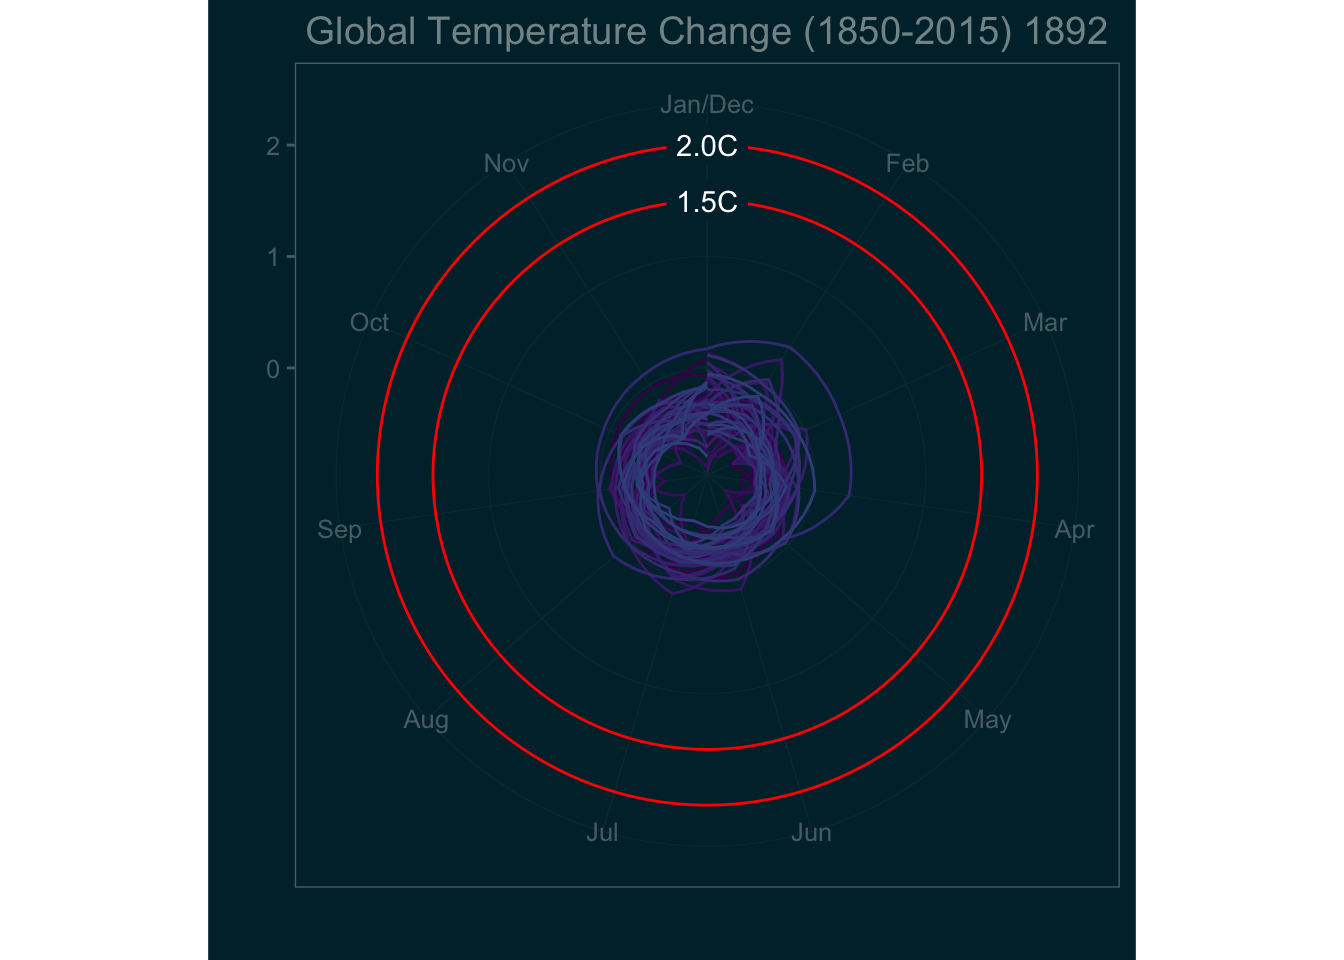 Global Temperature Change (1850-2015) 1892
Jan/Dec
2.0C
2
Nov
Feb
1.5C
1
Oct
Mar
0
Sep
Apr
Aug
May
Jul
Jun